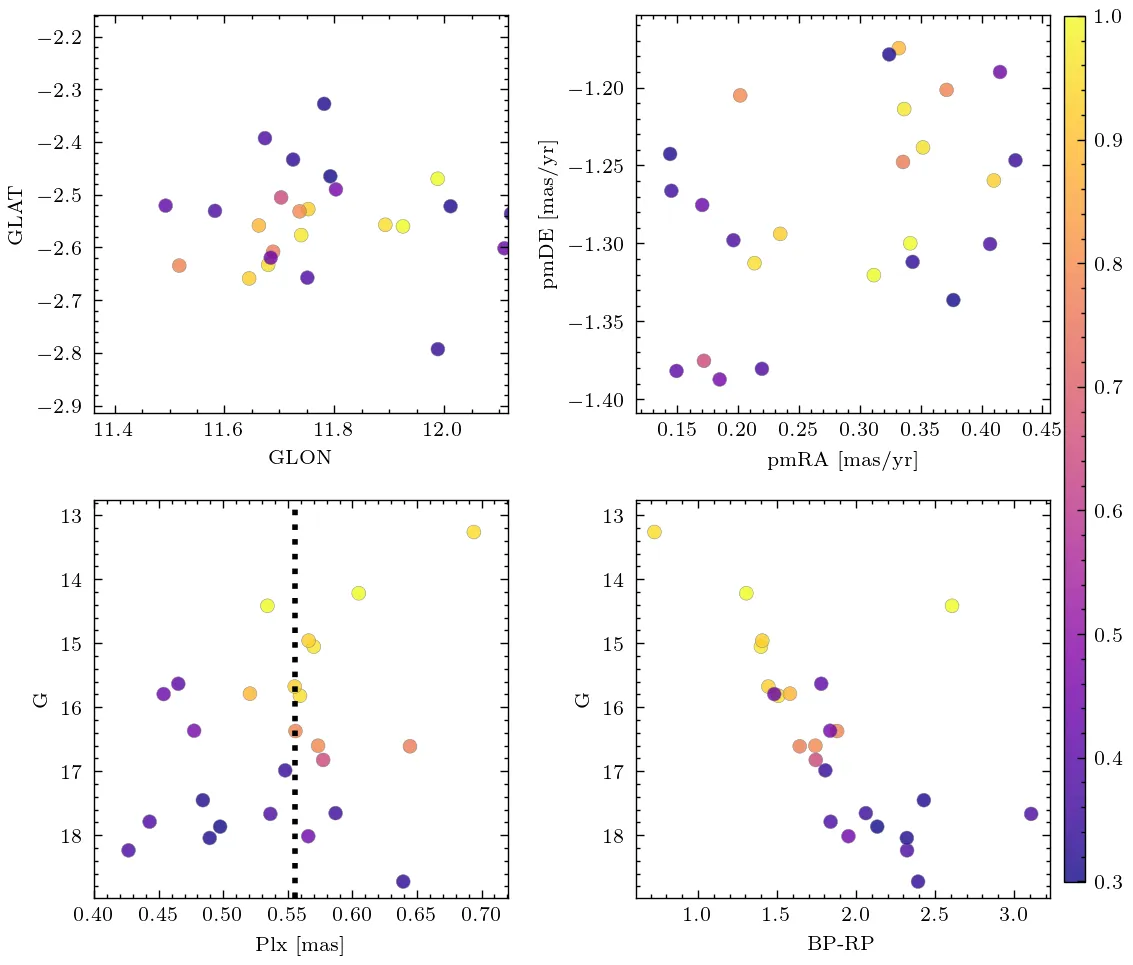 −2.2
−2.3
−2.4
−2.5
−2.6
−2.7
−2.8
−2.9
GLAT
11.4 11.6 11.8 12.0
GLON
−1.20
−1.25
−1.30
−1.35
−1.40
pmDE [mas/yr]
0.15 0.20 0.25 0.30 0.35 0.40 0.45
pmRA [mas/yr]
13
14
15
16
17
18
G
0.40 0.45 0.50 0.55 0.60 0.65 0.70
Plx [mas]
13
14
15
16
17
18
G
1.0 1.5 2.0 2.5 3.0
BP-RP
1.0
0.9
0.8
0.7
0.6
0.5
0.4
0.3